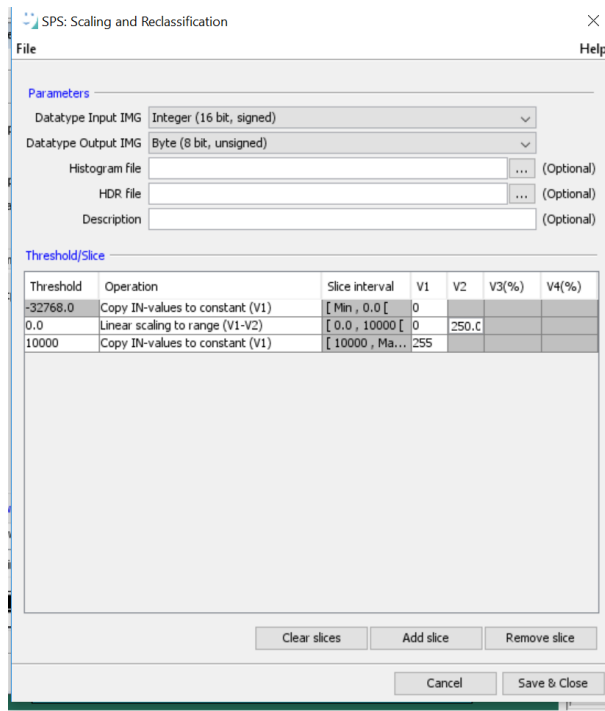 SPS: Scaling and Reclassification
File Help
Parameters
Datatype Input IMG Integer (16 bit, signed)
Datatype Output IMG Byte (8 bit, unsigned)
Histogram file ... (Optional)
HDR file ... (Optional)
Description (Optional)
Threshold/Slice
Threshold Operation Slice interval V1 V2 V3(%) V4(%)
-32768.0 Copy IN-values to constant (V1) [ Min , 0.0 [ 0
0.0 Linear scaling to range (V1-V2) [ 0.0 , 10000 [ 0 250.0
10000 Copy IN-values to constant (V1) [ 10000 , Ma... 255
Clear slices Add slice Remove slice
Cancel Save & Close